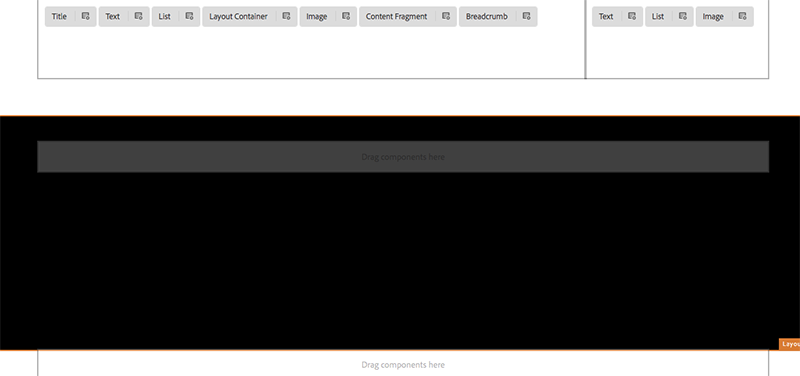 Title Text List Layout Container Image Content Fragment Breadcrumb Text List Image
Drag components here
Layou
Drag components here